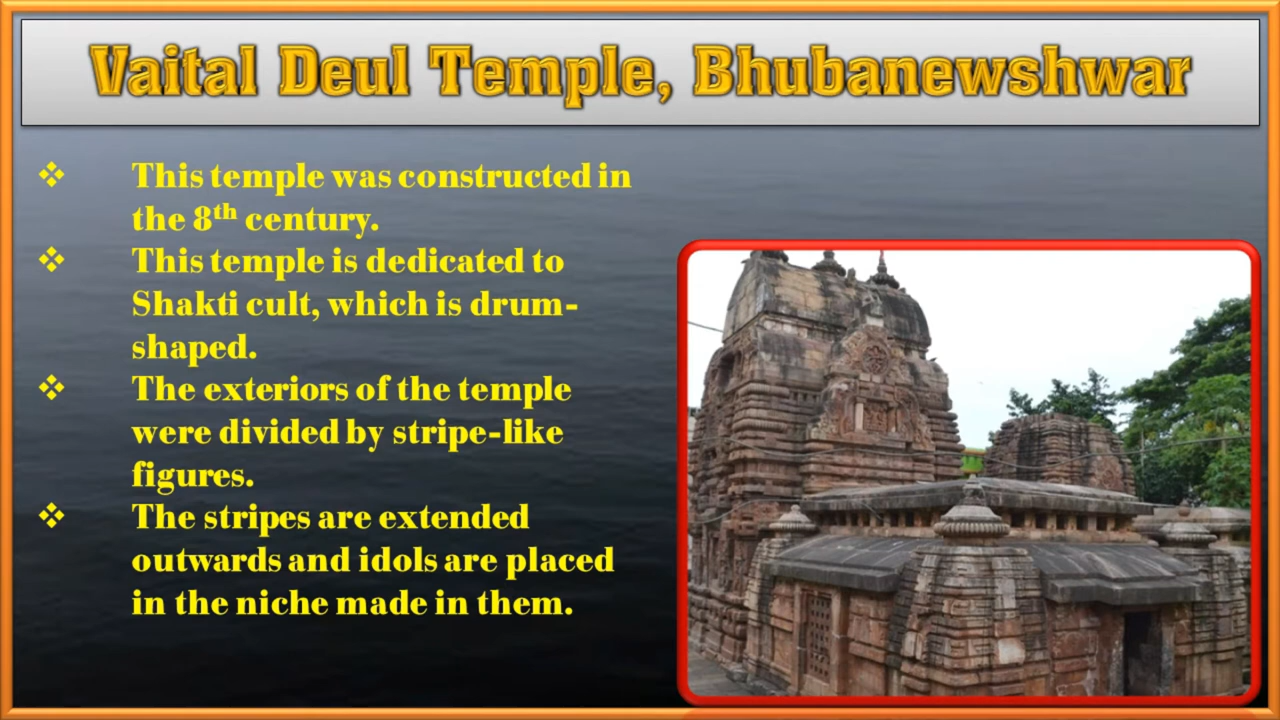 Vaital Deul Temple, Bhubanewshwar
❖ This temple was constructed in
the 8th century.
❖ This temple is dedicated to
Shakti cult, which is drum-
shaped.
❖ The exteriors of the temple
were divided by stripe-like
figures.
❖ The stripes are extended
outwards and idols are placed
in the niche made in them.